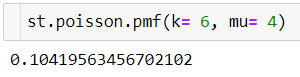 st.poisson.pmf(k= 6, mu= 4)
0.10419563456702102